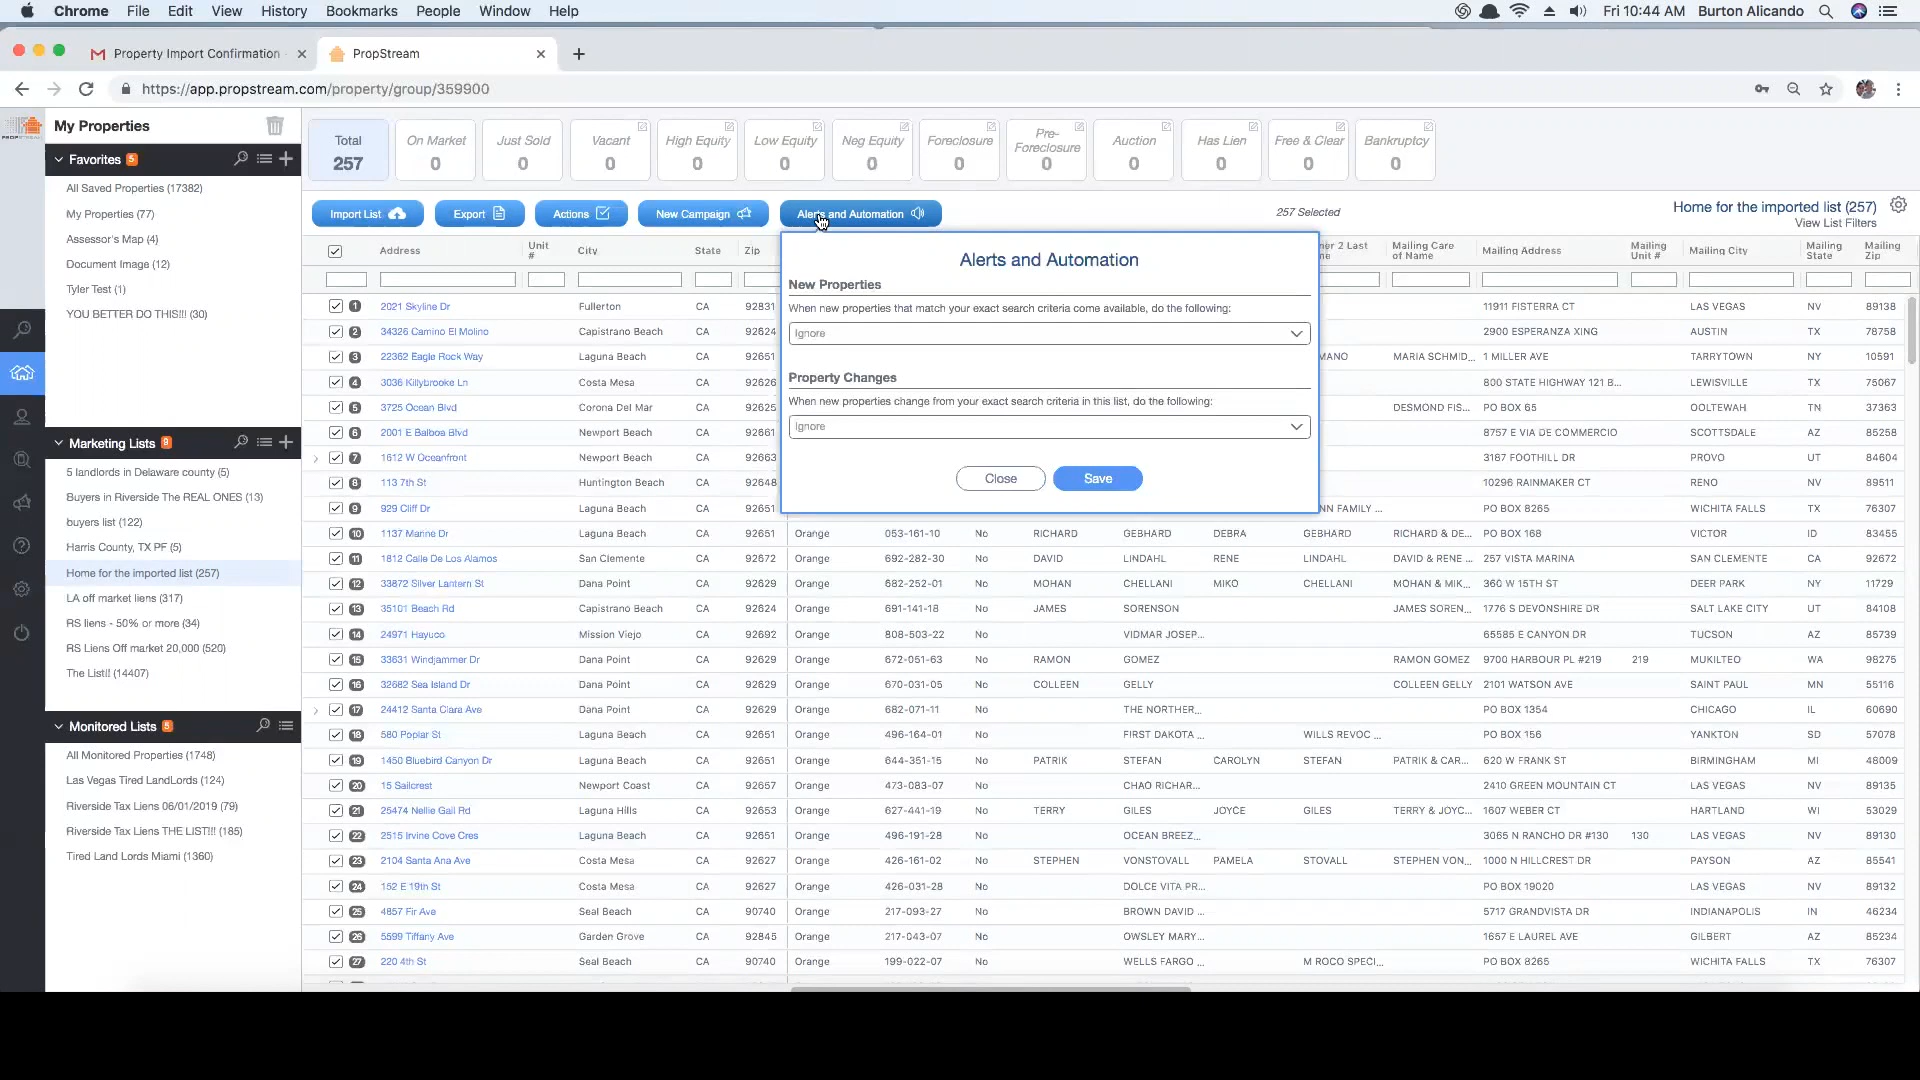 Chrome File Edit View History Bookmarks People Window Help Fri 10:44 AM Burton Alicando
Property Import Confirmation PropStream
https://app.propstream.com/property/group/359900
My Properties
Favorites 5
All Saved Properties (17382)
My Properties (77)
Assessor's Map (4)
Document Image (12)
Tyler Test (1)
YOU BETTER DO THIS!!! (30)
Marketing Lists 9
5 landlords in Delaware county (5)
Buyers in Riverside The REAL ONES (13)
buyers list (122)
Harris County, TX PF (5)
Home for the imported list (257)
LA off market liens (317)
RS liens - 50% or more (34)
RS Liens Off market 20,000 (520)
The List!! (14407)
Monitored Lists 5
All Monitored Properties (1748)
Las Vegas Tired LandLords (124)
Riverside Tax Liens 06/01/2019 (79)
Riverside Tax Liens THE LIST!!! (185)
Tired Land Lords Miami (1360)
Total 257
On Market 0
Just Sold 0
Vacant 0
High Equity 0
Low Equity 0
Neg Equity 0
Foreclosure 0
Pre-Foreclosure 0
Auction 0
Has Lien 0
Free & Clear 0
Bankruptcy 0
Import List Export Actions New Campaign Alerts and Automation 257 Selected Home for the imported list (257)
View List Filters
Address Unit # City State Zip Mailing Care of Name Mailing Address Mailing Unit # Mailing City Mailing State Mailing Zip
Alerts and Automation
New Properties
When new properties that match your exact search criteria come available, do the following:
Ignore
Property Changes
When new properties change from your exact search criteria in this list, do the following:
Ignore
Close Save
1 2021 Skyline Dr Fullerton CA 92831 11911 FISTERRA CT LAS VEGAS NV 89138
2 34326 Camino El Molino Capistrano Beach CA 92624 2900 ESPERANZA XING AUSTIN TX 78758
3 22362 Eagle Rock Way Laguna Beach CA 92651 MANO MARIA SCHMID... 1 MILLER AVE TARRYTOWN NY 10591
4 3036 Killybrooke Ln Costa Mesa CA 92626 800 STATE HIGHWAY 121 B... LEWISVILLE TX 75067
5 3725 Ocean Blvd Corona Del Mar CA 92625 DESMOND FIS... PO BOX 65 OOLTEWAH TN 37363
6 2001 E Balboa Blvd Newport Beach CA 92661 8757 E VIA DE COMMERCIO SCOTTSDALE AZ 85258
7 1612 W Oceanfront Newport Beach CA 92663 3187 FOOTHILL DR PROVO UT 84604
8 113 7th St Huntington Beach CA 92648 10296 RAINMAKER CT RENO NV 89511
9 929 Cliff Dr Laguna Beach CA 92651 NN FAMILY ... PO BOX 8265 WICHITA FALLS TX 76307
10 1137 Marine Dr Laguna Beach CA 92651 Orange 053-161-10 No RICHARD GEBHARD DEBRA GEBHARD RICHARD & DE... PO BOX 168 VICTOR ID 83455
11 1812 Calle De Los Alamos San Clemente CA 92672 Orange 692-282-30 No DAVID LINDAHL RENE LINDAHL DAVID & RENE ... 257 VISTA MARINA SAN CLEMENTE CA 92672
12 33872 Silver Lantern St Dana Point CA 92629 Orange 682-252-01 No MOHAN CHELLANI MIKO CHELLANI MOHAN & MIK... 360 W 15TH ST DEER PARK NY 11729
13 35101 Beach Rd Capistrano Beach CA 92624 Orange 691-141-18 No JAMES SORENSON JAMES SOREN... 1776 S DEVONSHIRE DR SALT LAKE CITY UT 84108
14 24971 Hayuco Mission Viejo CA 92692 Orange 808-503-22 No VIDMAR JOSEP... 65585 E CANYON DR TUCSON AZ 85739
15 33631 Windjammer Dr Dana Point CA 92629 Orange 672-051-63 No RAMON GOMEZ RAMON GOMEZ 9700 HARBOUR PL #219 219 MUKILTEO WA 98275
16 32682 Sea Island Dr Dana Point CA 92629 Orange 670-031-05 No COLLEEN GELLY COLLEEN GELLY 2101 WATSON AVE SAINT PAUL MN 55116
17 24412 Santa Clara Ave Dana Point CA 92629 Orange 682-071-11 No THE NORTHER... PO BOX 1354 CHICAGO IL 60690
18 580 Poplar St Laguna Beach CA 92651 Orange 496-164-01 No FIRST DAKOTA ... WILLS REVOC ... PO BOX 156 YANKTON SD 57078
19 1450 Bluebird Canyon Dr Laguna Beach CA 92651 Orange 644-351-15 No PATRIK STEFAN CAROLYN STEFAN PATRIK & CAR... 620 W FRANK ST BIRMINGHAM MI 48009
20 15 Sailcrest Newport Coast CA 92657 Orange 473-083-07 No CHAO RICHAR... 2410 GREEN MOUNTAIN CT LAS VEGAS NV 89135
21 25474 Nellie Gail Rd Laguna Hills CA 92653 Orange 627-441-19 No TERRY GILES JOYCE GILES TERRY & JOYC... 1607 WEBER CT HARTLAND WI 53029
22 2515 Irvine Cove Cres Laguna Beach CA 92651 Orange 496-191-28 No OCEAN BREEZ... 3065 N RANCHO DR #130 130 LAS VEGAS NV 89130
23 2104 Santa Ana Ave Costa Mesa CA 92627 Orange 426-161-02 No STEPHEN VONSTOVALL PAMELA STOVALL STEPHEN VON... 1000 N HILLCREST DR PAYSON AZ 85541
24 152 E 19th St Costa Mesa CA 92627 Orange 426-031-28 No DOLCE VITA PR... PO BOX 19020 LAS VEGAS NV 89132
25 4857 Fir Ave Seal Beach CA 90740 Orange 217-093-27 No BROWN DAVID ... 5717 GRANDVISTA DR INDIANAPOLIS IN 46234
26 5599 Tiffany Ave Garden Grove CA 92845 Orange 217-043-07 No OWSLEY MARY... 1657 E LAUREL AVE GILBERT AZ 85234
27 220 4th St Seal Beach CA 90740 Orange 199-022-07 No WELLS FARGO ... M ROCO SPECI... PO BOX 8265 WICHITA FALLS TX 76307